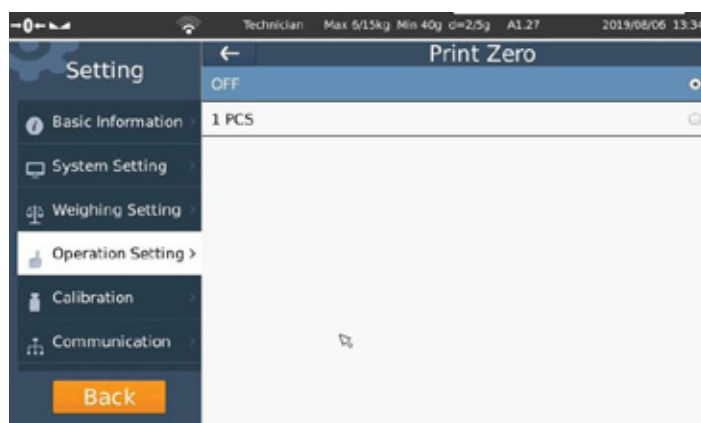 →0← Technician Max 6/15kg Min 40g d=2/5g A1.27 2019/08/06 13:34
Setting
← Print Zero
OFF
1 PCS
Basic Information >
System Setting >
Weighing Setting >
Operation Setting >
Calibration >
Communication >
Back